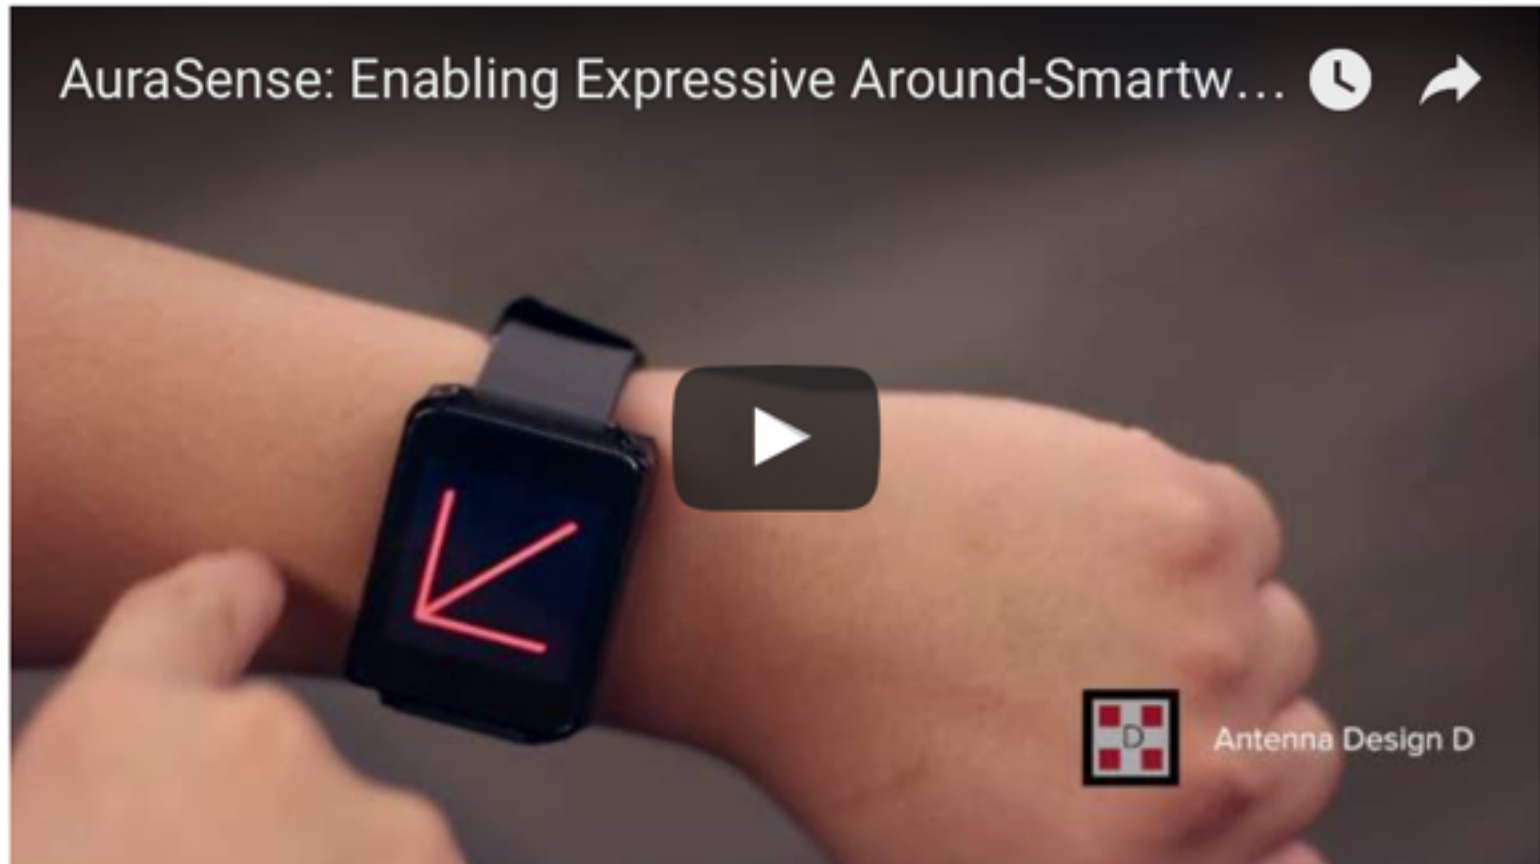 AuraSense: Enabling Expressive Around-Smartw...
D
Antenna Design D